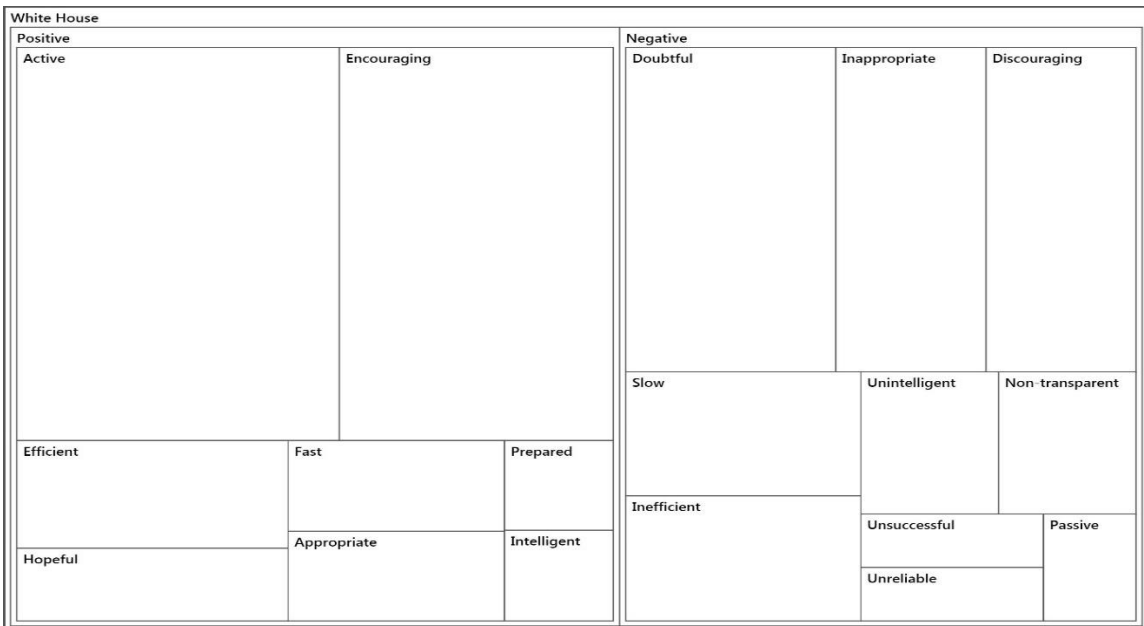 White House
Positive
Active
Encouraging
Efficient
Fast
Prepared
Hopeful
Appropriate
Intelligent
Negative
Doubtful
Inappropriate
Discouraging
Slow
Unintelligent
Non-transparent
Inefficient
Unsuccessful
Passive
Unreliable